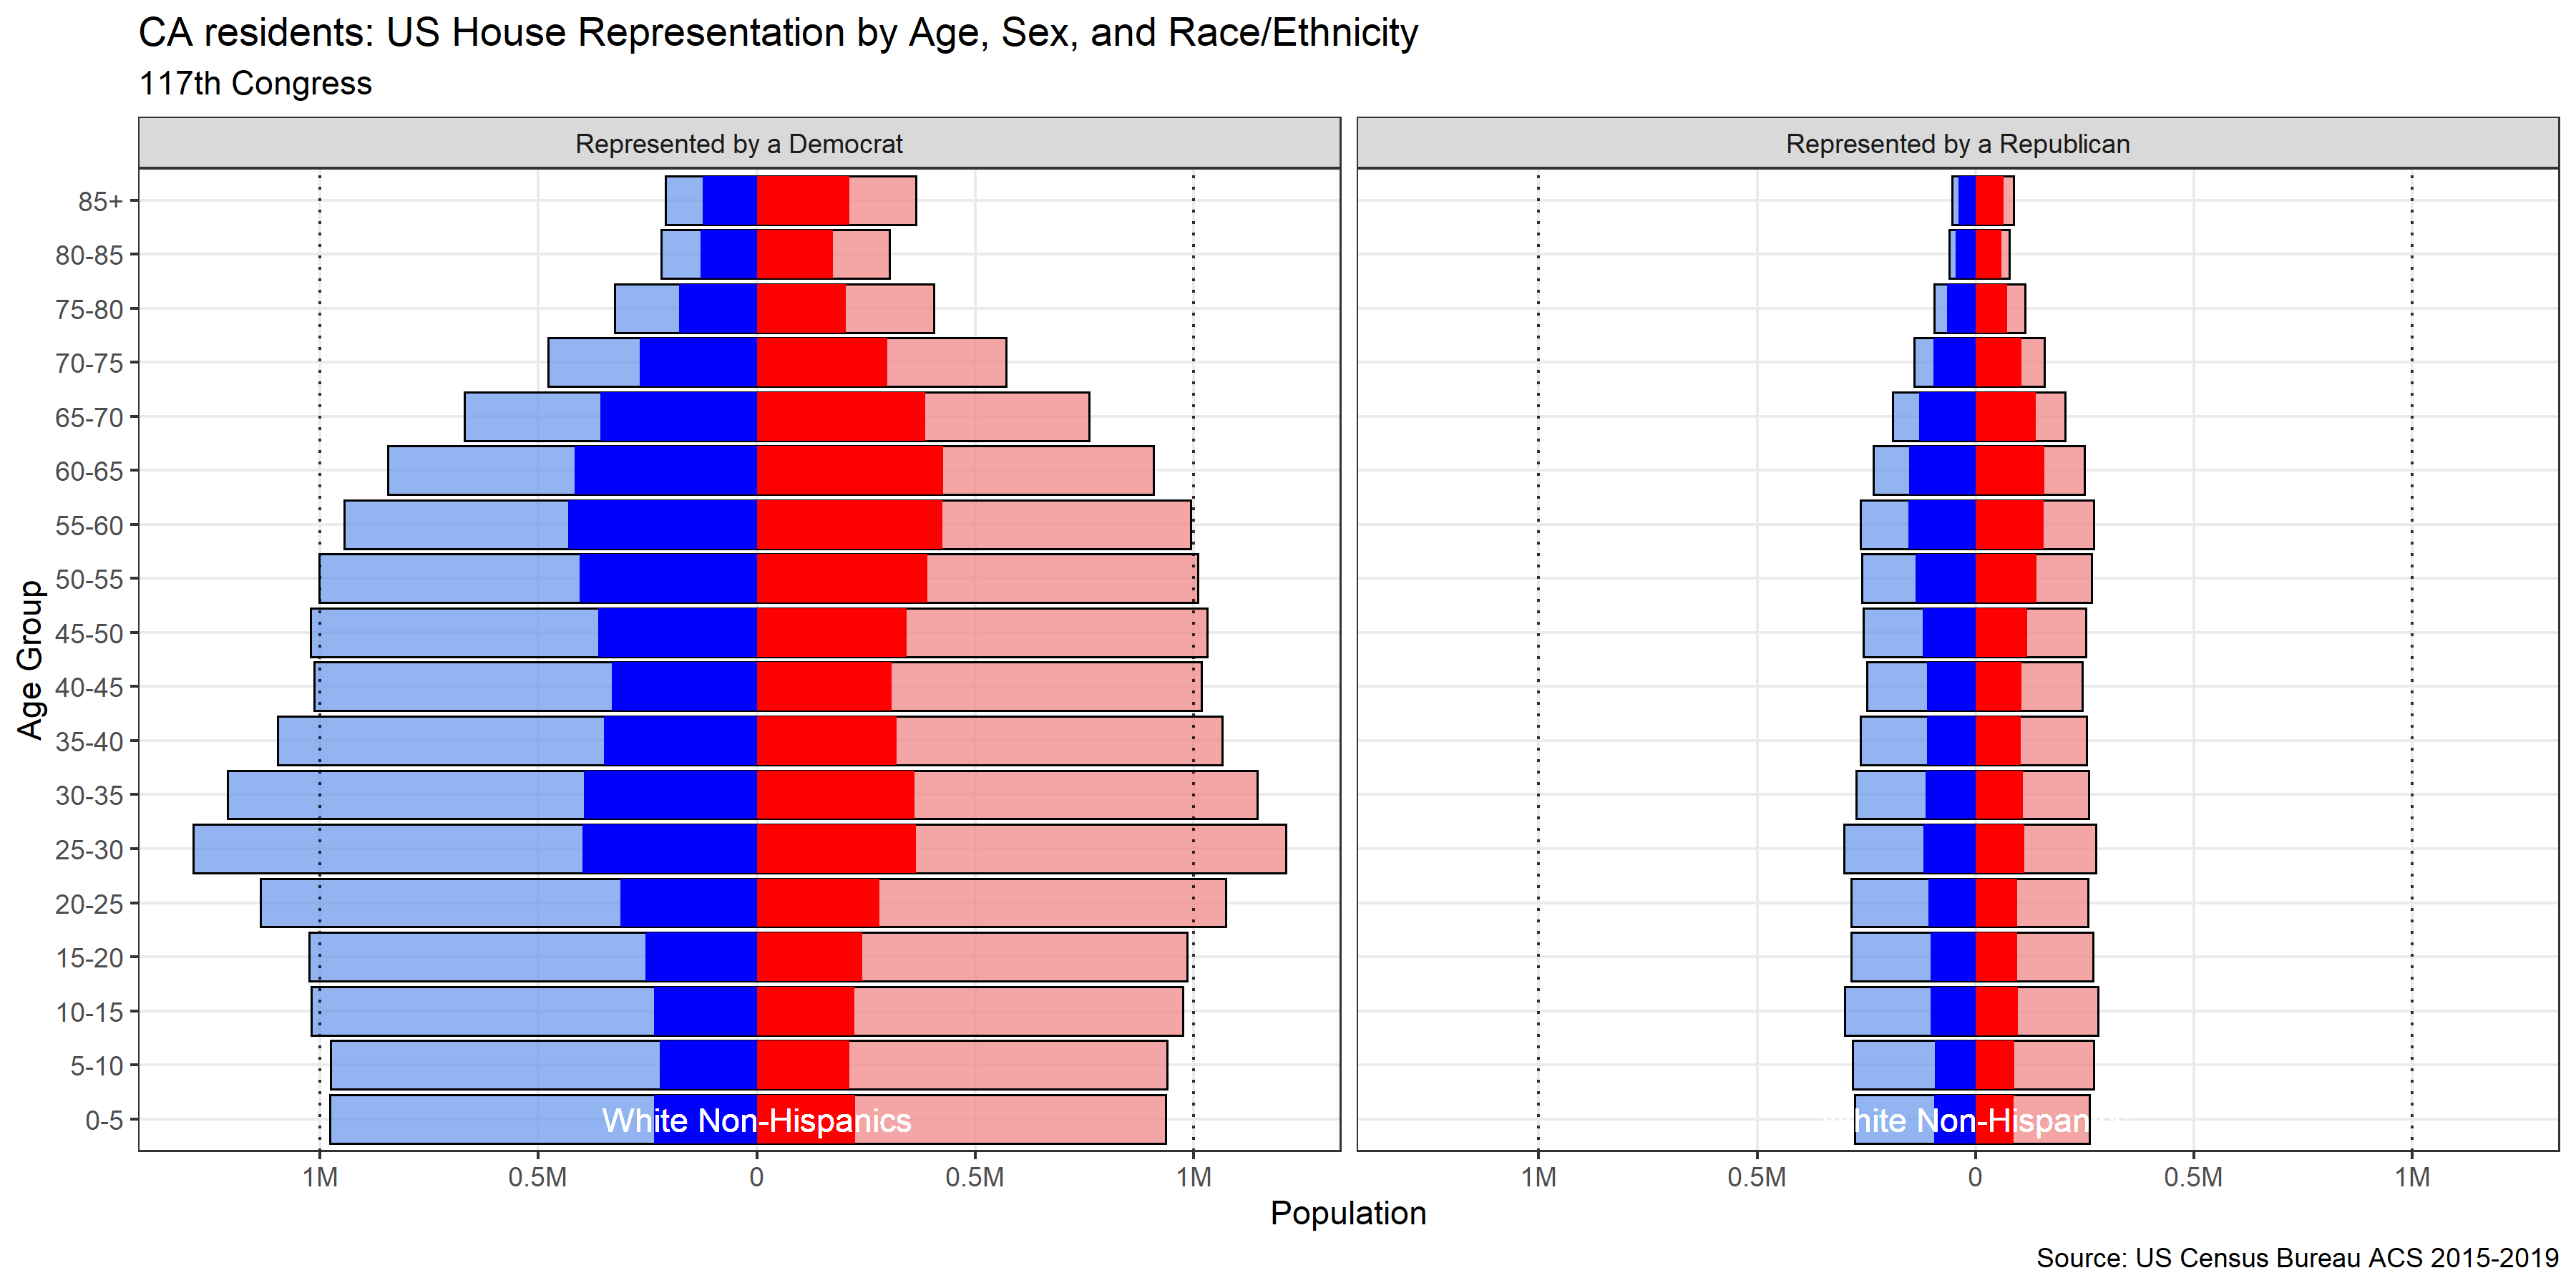 CA residents: US House Representation by Age, Sex, and Race/Ethnicity
117th Congress
Represented by a Democrat
Represented by a Republican
Age Group
85+
80-85
75-80
70-75
65-70
60-65
55-60
50-55
45-50
40-45
35-40
30-35
25-30
20-25
15-20
10-15
5-10
0-5
White Non-Hispanics
White Non-Hispanics
1M 0.5M 0 0.5M 1M
1M 0.5M 0 0.5M 1M
Population
Source: US Census Bureau ACS 2015-2019